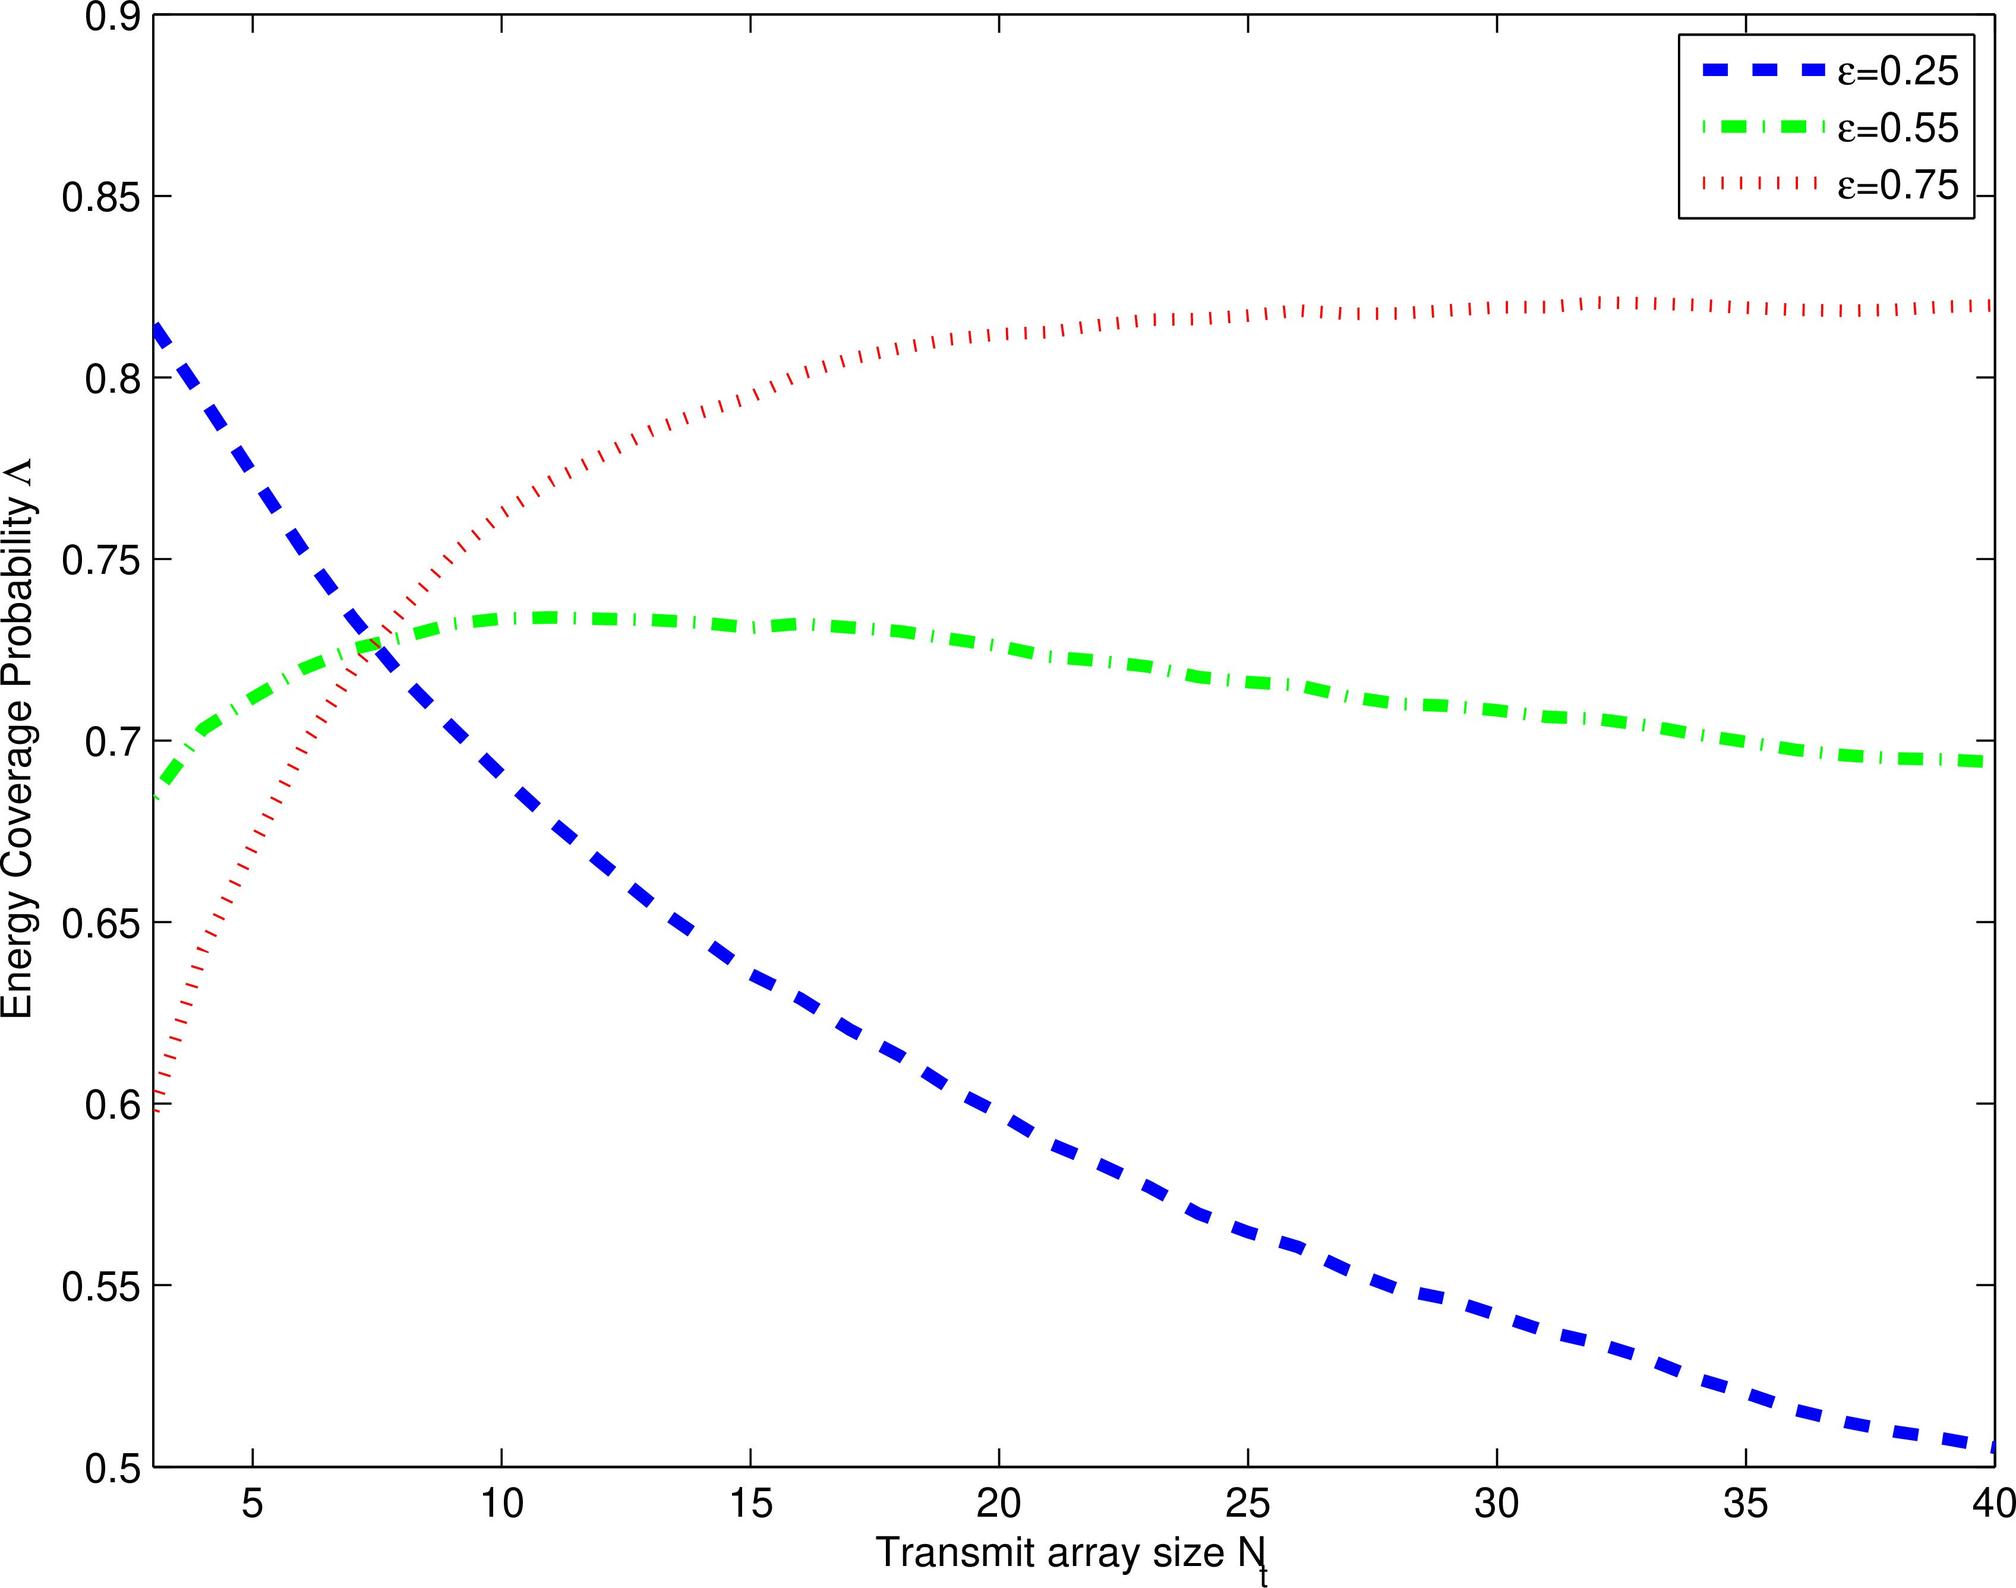 0.9
0.85
0.8
0.75
0.7
0.65
0.6
0.55
0.5
Energy Coverage Probability Λ
ε=0.25
ε=0.55
ε=0.75
5 10 15 20 25 30 35 40
Transmit array size N_t